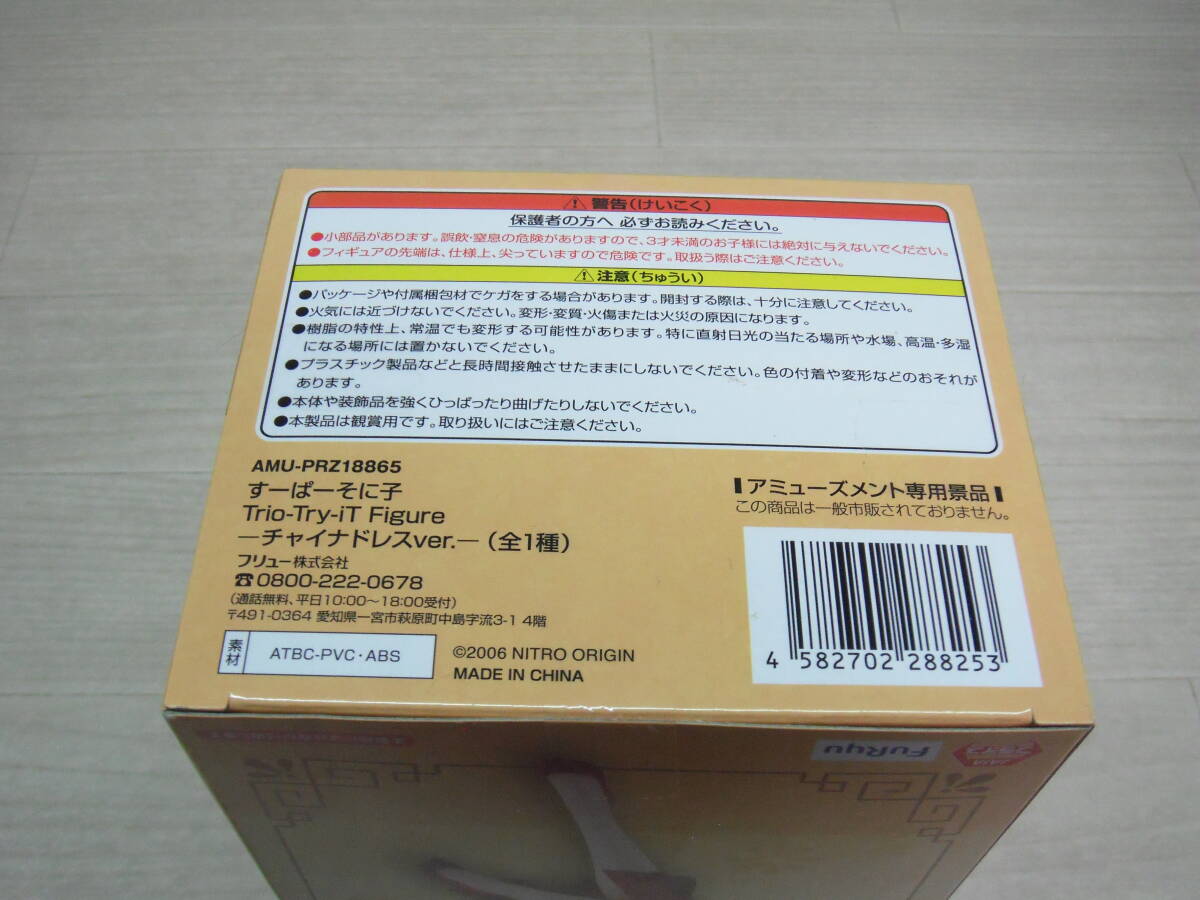 ⚠警告(けいこく)
保護者の方へ 必ずお読みください。
●小部品があります。誤飲・窒息の危険がありますので、3才未満のお子様には絶対に与えないでください。
●フィギュアの先端は、仕様上、尖っていますので危険です。取扱う際はご注意ください。
⚠注意(ちゅうい)
●パッケージや付属梱包材でケガをする場合があります。開封する際は、十分に注意してください。
●火気には近づけないでください。変形・変質・火傷または火災の原因になります。
●樹脂の特性上、常温でも変形する可能性があります。特に直射日光の当たる場所や水場、高温・多湿
になる場所には置かないでください。
●プラスチック製品などと長時間接触させたままにしないでください。色の付着や変形などのおそれが
あります。
●本体や装飾品を強くひっぱったり曲げたりしないでください。
●本製品は観賞用です。取り扱いにはご注意ください。
AMU-PRZ18865
すーぱーそに子
Trio-Try-iT Figure
―チャイナドレスver.―(全1種)
フリュー株式会社
☎0800-222-0678
(通話無料、平日10:00〜18:00受付)
〒491-0364 愛知県一宮市萩原町中島字流3-1 4階
素材 ATBC-PVC・ABS
©2006 NITRO ORIGIN
MADE IN CHINA
アミューズメント専用景品
この商品は一般市販されておりません。
4 582702 288253
FuRyu